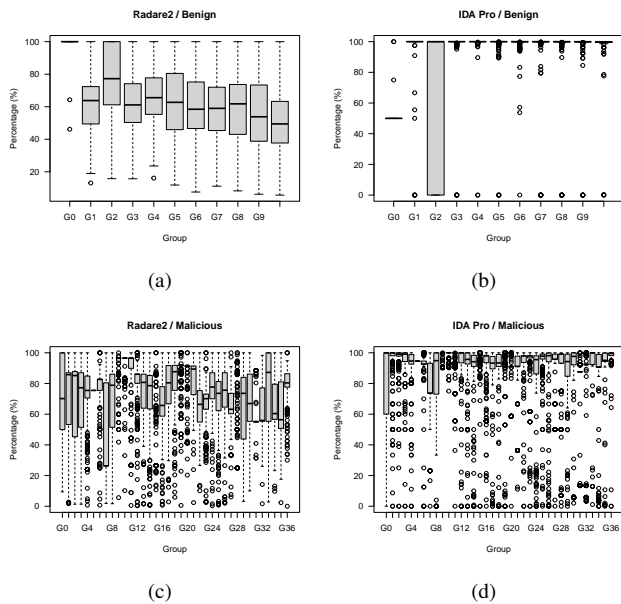 Radare2 / Benign
Percentage (%)
100
80
60
40
20
G0 G1 G2 G3 G4 G5 G6 G7 G8 G9
Group
(a)
IDA Pro / Benign
Percentage (%)
100
80
60
40
20
0
G0 G1 G2 G3 G4 G5 G6 G7 G8 G9
Group
(b)
Radare2 / Malicious
Percentage (%)
100
80
60
40
20
0
G0 G4 G8 G12 G16 G20 G24 G28 G32 G36
Group
(c)
IDA Pro / Malicious
Percentage (%)
100
80
60
40
20
0
G0 G4 G8 G12 G16 G20 G24 G28 G32 G36
Group
(d)